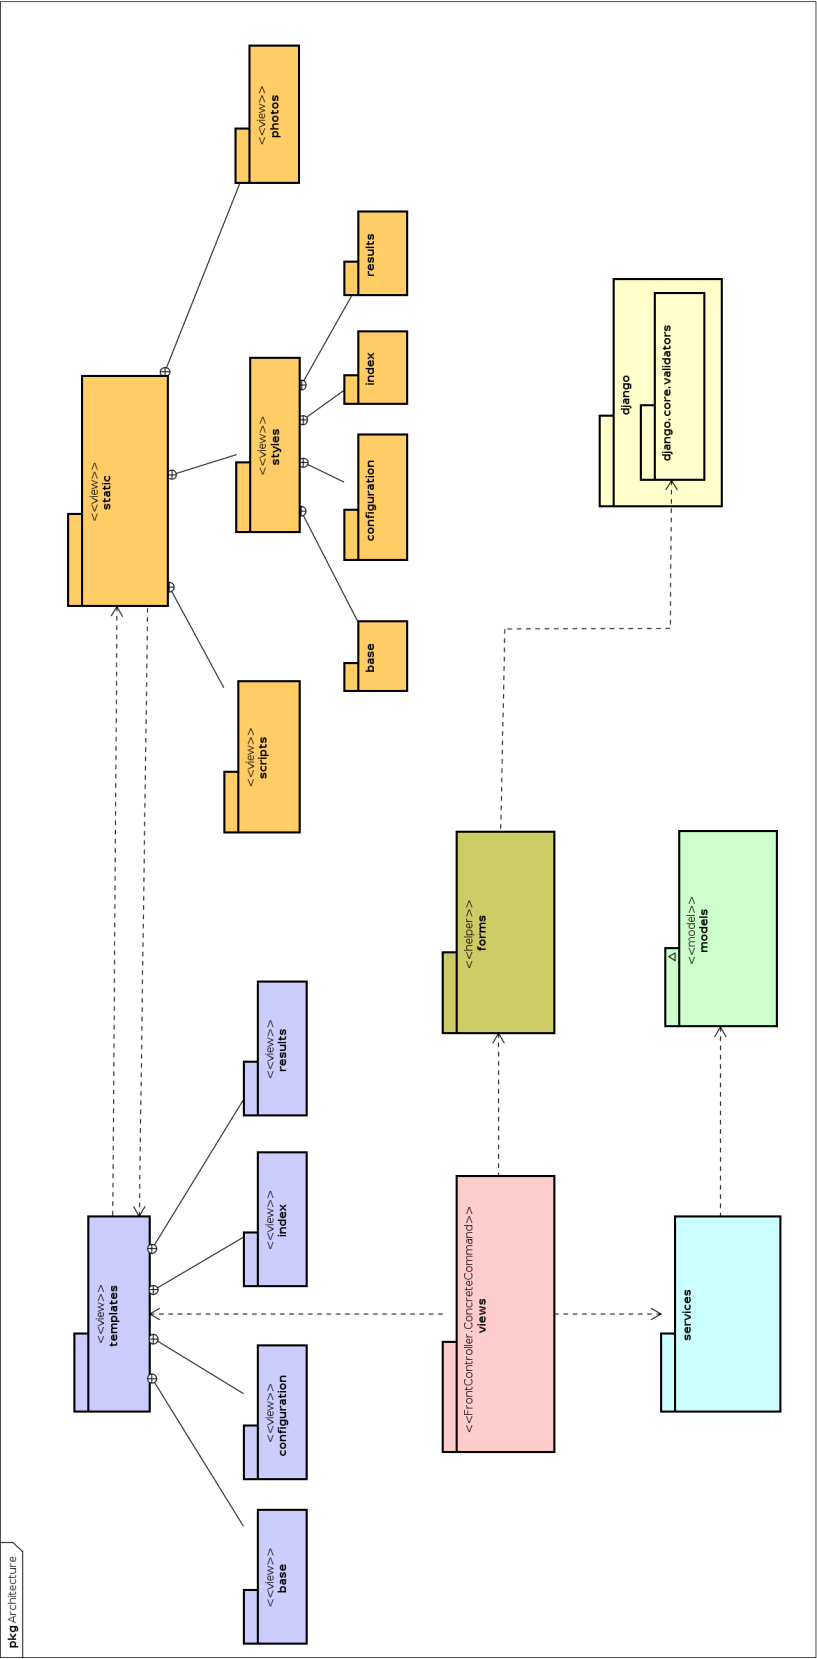 pkg Architecture
<<view>>
templates
<<view>>
static
<<view>>
base
<<view>>
configuration
<<view>>
index
<<view>>
results
<<view>>
scripts
<<view>>
styles
<<view>>
photos
base
configuration
index
results
<<FrontController.ConcreteCommand>>
views
<<helper>>
forms
django
django.core.validators
services
<<model>>
models